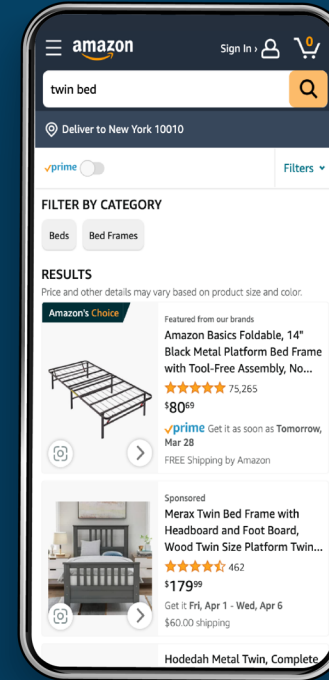 amazon
Sign In ›
0
twin bed
Deliver to New York 10010
prime
Filters
FILTER BY CATEGORY
Beds
Bed Frames
RESULTS
Price and other details may vary based on product size and color.
Amazon's Choice
Featured from our brands
Amazon Basics Foldable, 14"
Black Metal Platform Bed Frame
with Tool-Free Assembly, No...
75,265
$8069
prime Get it as soon as Tomorrow,
Mar 28
FREE Shipping by Amazon
Sponsored
Merax Twin Bed Frame with
Headboard and Foot Board,
Wood Twin Size Platform Twin...
462
$17999
Get it Fri, Apr 1 - Wed, Apr 6
$60.00 shipping
Hodedah Metal Twin, Complete